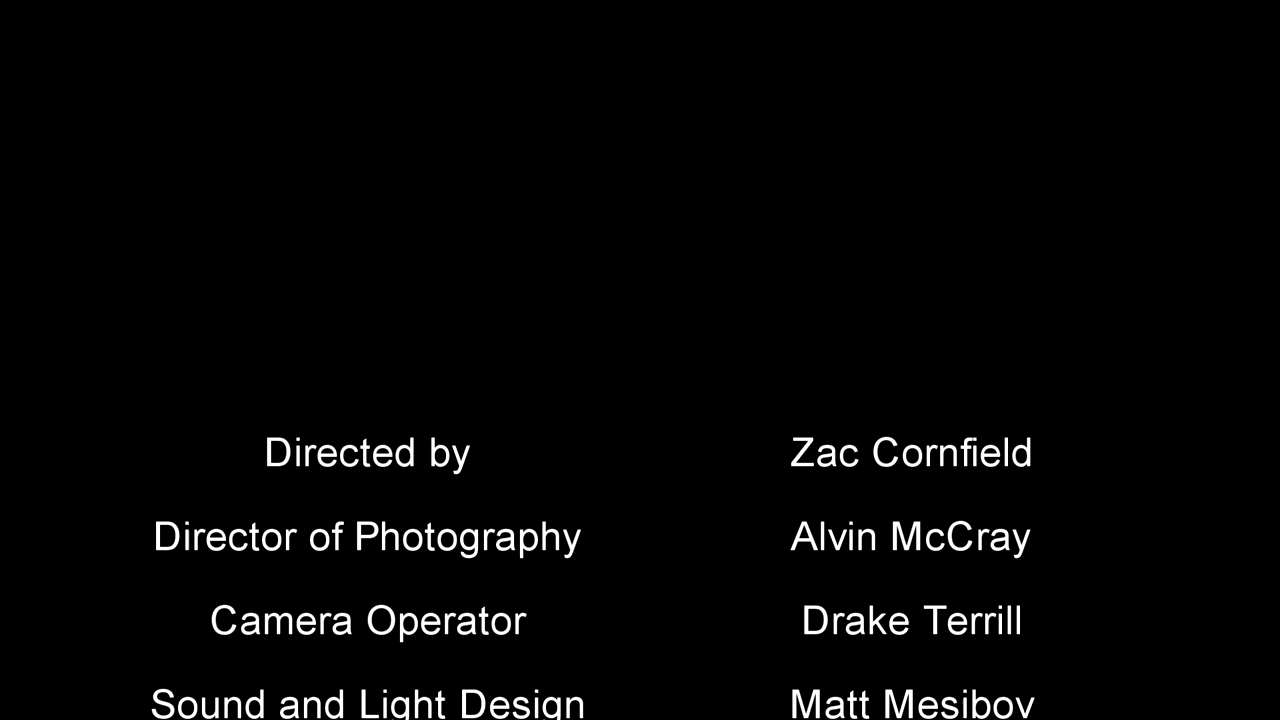 Directed by Zac Cornfield
Director of Photography Alvin McCray
Camera Operator Drake Terrill
Sound and Light Design Matt Mesibov